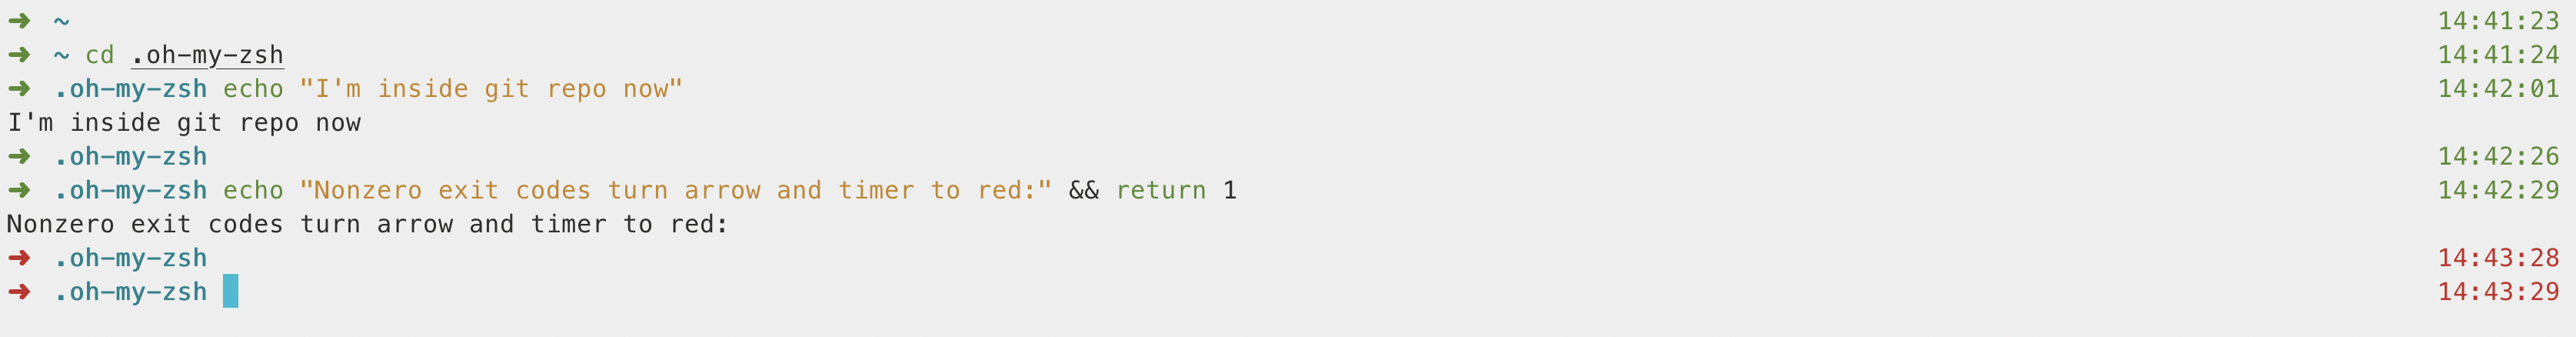 ➜ ~ 14:41:23
➜ ~ cd .oh-my-zsh 14:41:24
➜ .oh-my-zsh echo "I'm inside git repo now" 14:42:01
I'm inside git repo now
➜ .oh-my-zsh 14:42:26
➜ .oh-my-zsh echo "Nonzero exit codes turn arrow and timer to red:" && return 1 14:42:29
Nonzero exit codes turn arrow and timer to red:
➜ .oh-my-zsh 14:43:28
➜ .oh-my-zsh 14:43:29